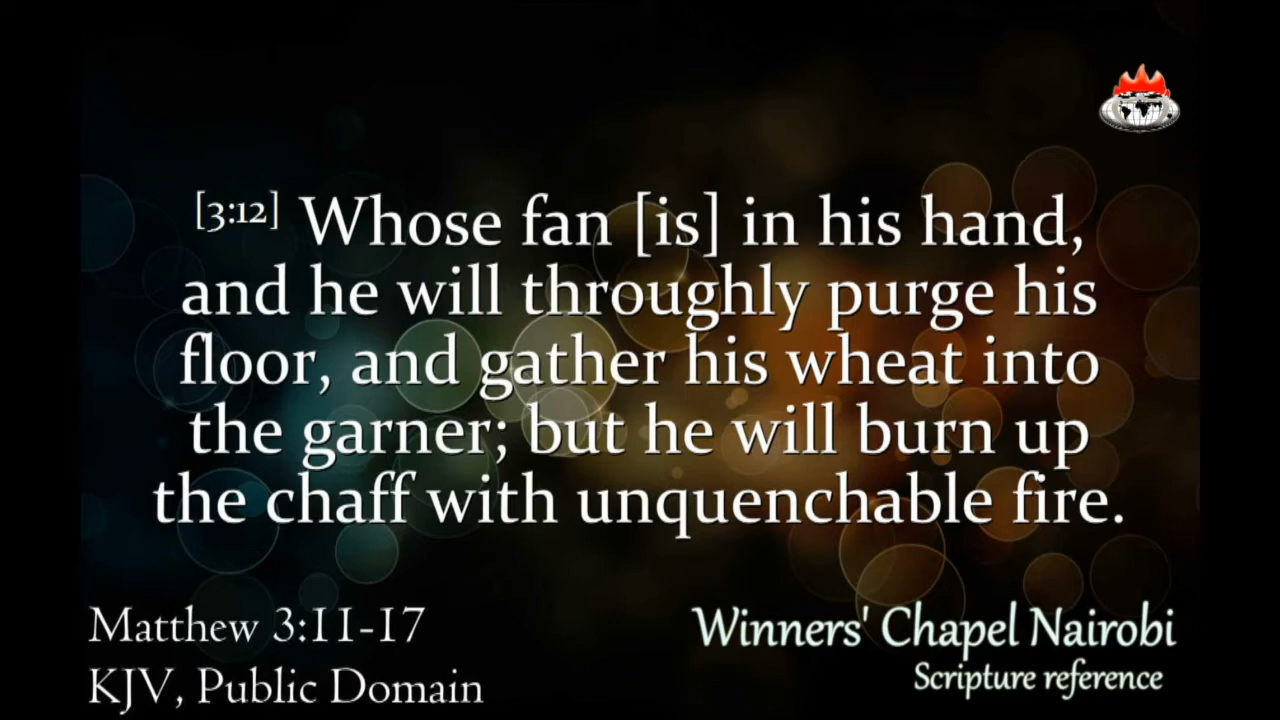 [3:12] Whose fan [is] in his hand,
and he will throughly purge his
floor, and gather his wheat into
the garner; but he will burn up
the chaff with unquenchable fire.
Matthew 3:11-17
KJV, Public Domain
Winners' Chapel Nairobi
Scripture reference